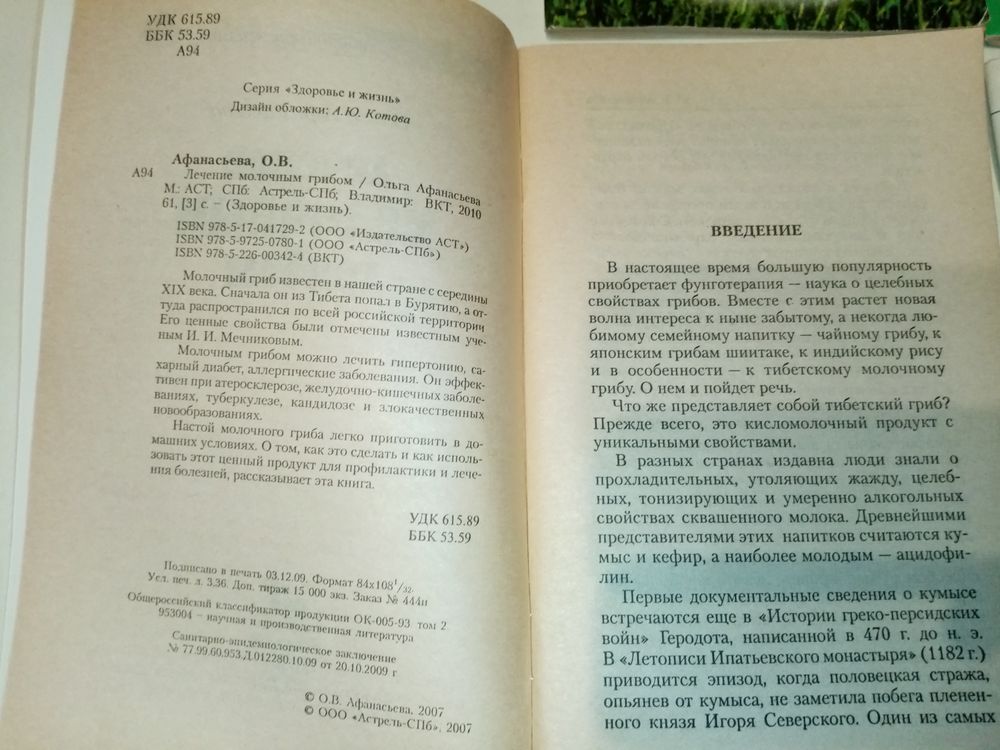 УДК 615.89
ББК 53.59
А94
Серия «Здоровье и жизнь»
Дизайн обложки: А.Ю. Котова
Афанасьева, О.В.
А94 Лечение молочным грибом / Ольга Афанасьева
М.: АСТ; СПб: Астрель-СПб; Владимир: ВКТ, 2010
61, [3] с. – (Здоровье и жизнь).
ISBN 978-5-17-041729-2 (ООО «Издательство АСТ»)
ISBN 978-5-9725-0780-1 (ООО «Астрель-СПб»)
ISBN 978-5-226-00342-4 (ВКТ)
Молочный гриб известен в нашей стране с середины
XIX века. Сначала он из Тибета попал в Бурятию, а от-
туда распространился по всей российской территории
Его ценные свойства были отмечены известным уче-
ным И. И. Мечниковым.
Молочным грибом можно лечить гипертонию, са-
харный диабет, аллергические заболевания. Он эффек-
тивен при атеросклерозе, желудочно-кишечных заболе-
ваниях, туберкулезе, кандидозе и злокачественных
новообразованиях.
Настой молочного гриба легко приготовить в до-
машних условиях. О том, как это сделать и как исполь-
зовать этот ценный продукт для профилактики и лече-
ния болезней, рассказывает эта книга.
УДК 615.89
ББК 53.59
Подписано в печать 03.12.09. Формат 84х108 1/32.
Усл. печ. л. 3,36. Доп. тираж 15 000 экз. Заказ № 444п
Общероссийский классификатор продукции ОК-005-93 том 2
953004 – научная и производственная литература
Санитарно-эпидемиологическое заключение
№ 77.99.60.953.Д.012280.10.09 от 20.10.2009 г
© О.В. Афанасьева, 2007
© ООО «Астрель-СПб», 2007
ВВЕДЕНИЕ
В настоящее время большую популярность
приобретает фунготерапия — наука о целебных
свойствах грибов. Вместе с этим растет новая
волна интереса к ныне забытому, а некогда лю-
бимому семейному напитку — чайному грибу, к
японским грибам шиитаке, к индийскому рису
и в особенности — к тибетскому молочному
грибу. О нем и пойдет речь.
Что же представляет собой тибетский гриб?
Прежде всего, это кисломолочный продукт с
уникальными свойствами.
В разных странах издавна люди знали о
прохладительных, утоляющих жажду, целеб-
ных, тонизирующих и умеренно алкогольных
свойствах сквашенного молока. Древнейшими
представителями этих напитков считаются ку-
мыс и кефир, а наиболее молодым — ацидофи-
лин.
Первые документальные сведения о кумысе
встречаются еще в «Истории греко-персидских
войн» Геродота, написанной в 470 г. до н. э.
В «Летописи Ипатьевского монастыря» (1182 г.)
приводится эпизод, когда половецкая стража,
опьянев от кумыса, не заметила побега пленен-
ного князя Игоря Северского. Один из самых